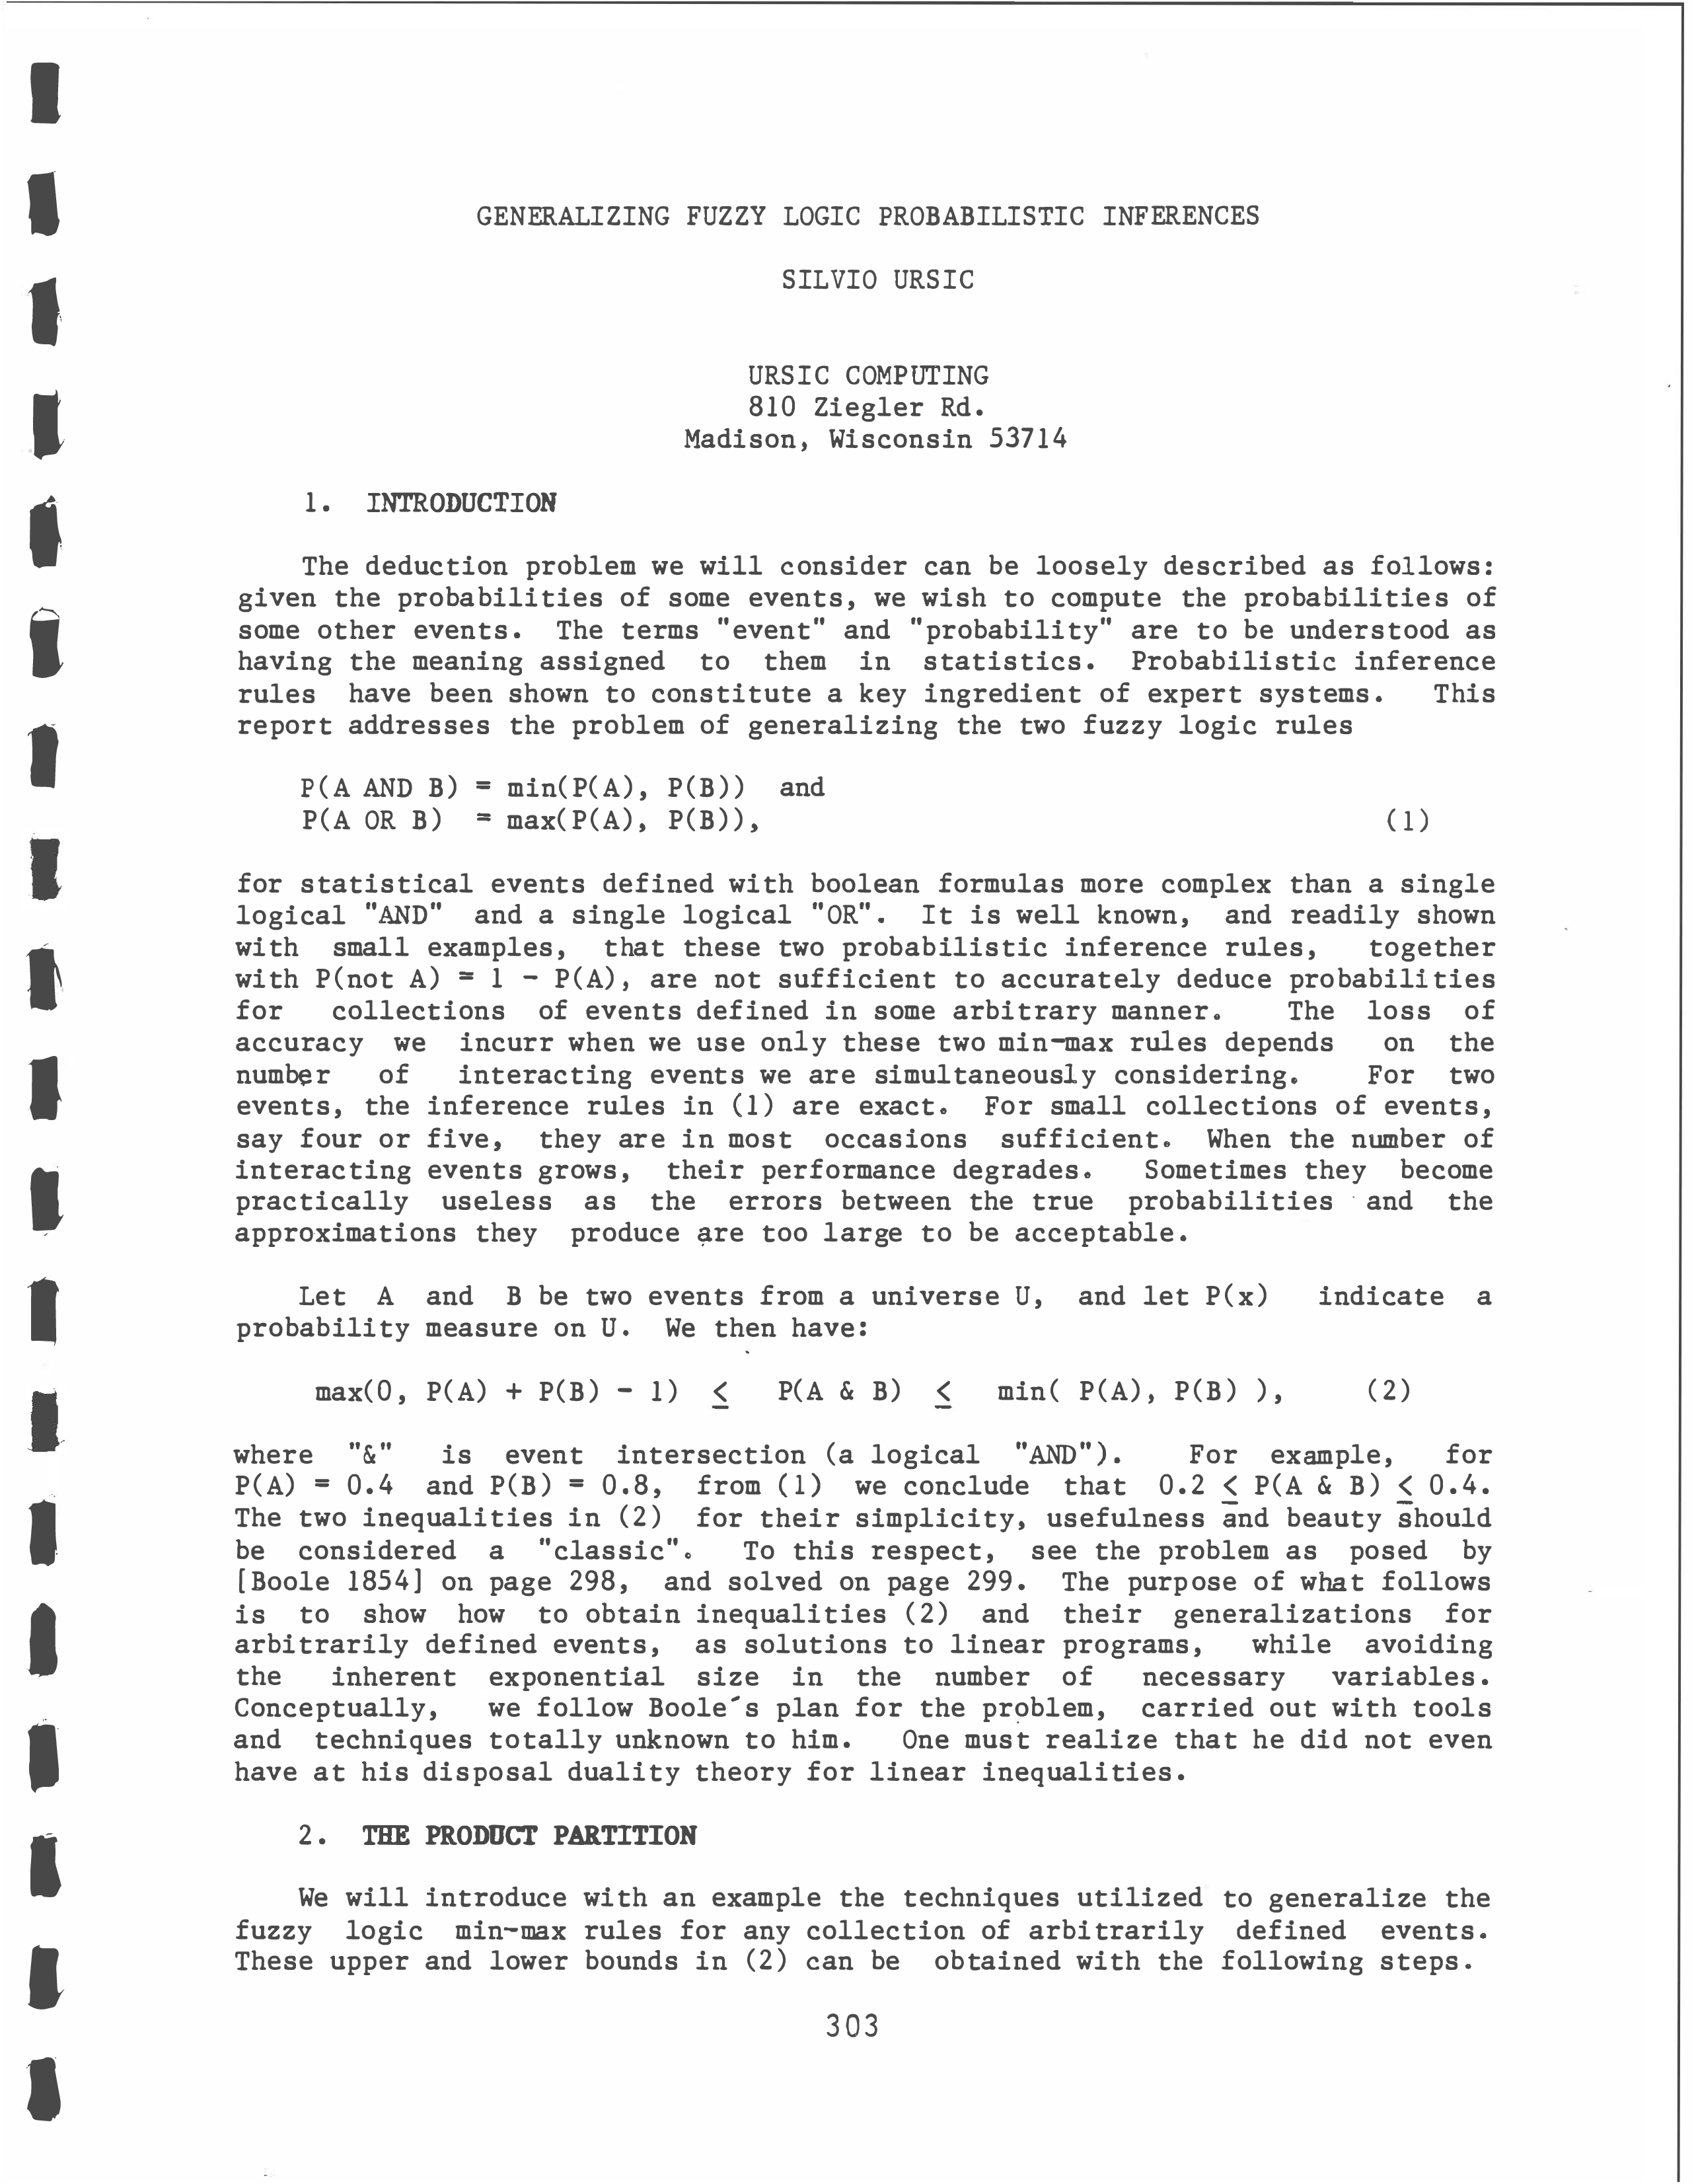 GENERALIZING FUZZY LOGIC PROBABILISTIC INFERENCES
SILVIO URSIC
URSIC COMPUTING
810 Ziegler Rd.
Madison, Wisconsin 53714
1. INTRODUCTION
The deduction problem we will consider can be loosely described as follows:
given the probabilities of some events, we wish to compute the probabilities of
some other events. The terms "event" and "probability" are to be understood as
having the meaning assigned to them in statistics. Probabilistic inference
rules have been shown to constitute a key ingredient of expert systems. This
report addresses the problem of generalizing the two fuzzy logic rules
P(A AND B) = min(P(A), P(B)) and
P(A OR B) = max(P(A), P(B)), (1)
for statistical events defined with boolean formulas more complex than a single
logical "AND" and a single logical "OR". It is well known, and readily shown
with small examples, that these two probabilistic inference rules, together
with P(not A) = 1 - P(A), are not sufficient to accurately deduce probabilities
for collections of events defined in some arbitrary manner. The loss of
accuracy we incurr when we use only these two min-max rules depends on the
number of interacting events we are simultaneously considering. For two
events, the inference rules in (1) are exact. For small collections of events,
say four or five, they are in most occasions sufficient. When the number of
interacting events grows, their performance degrades. Sometimes they become
practically useless as the errors between the true probabilities and the
approximations they produce are too large to be acceptable.
Let A and B be two events from a universe U, and let P(x) indicate a
probability measure on U. We then have:
max(0, P(A) + P(B) - 1) ≤ P(A & B) ≤ min( P(A), P(B) ), (2)
where "&" is event intersection (a logical "AND"). For example, for
P(A) = 0.4 and P(B) = 0.8, from (1) we conclude that 0.2 ≤ P(A & B) ≤ 0.4.
The two inequalities in (2) for their simplicity, usefulness and beauty should
be considered a "classic". To this respect, see the problem as posed by
[Boole 1854] on page 298, and solved on page 299. The purpose of what follows
is to show how to obtain inequalities (2) and their generalizations for
arbitrarily defined events, as solutions to linear programs, while avoiding
the inherent exponential size in the number of necessary variables.
Conceptually, we follow Boole's plan for the problem, carried out with tools
and techniques totally unknown to him. One must realize that he did not even
have at his disposal duality theory for linear inequalities.
2. THE PRODUCT PARTITION
We will introduce with an example the techniques utilized to generalize the
fuzzy logic min-max rules for any collection of arbitrarily defined events.
These upper and lower bounds in (2) can be obtained with the following steps.
303